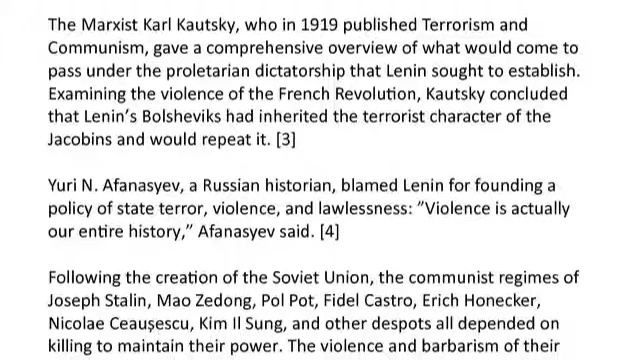 The Marxist Karl Kautsky, who in 1919 published Terrorism and
Communism, gave a comprehensive overview of what would come to
pass under the proletarian dictatorship that Lenin sought to establish.
Examining the violence of the French Revolution, Kautsky concluded
that Lenin’s Bolsheviks had inherited the terrorist character of the
Jacobins and would repeat it. [3]
Yuri N. Afanasyev, a Russian historian, blamed Lenin for founding a
policy of state terror, violence, and lawlessness: ”Violence is actually
our entire history,” Afanasyev said. [4]
Following the creation of the Soviet Union, the communist regimes of
Joseph Stalin, Mao Zedong, Pol Pot, Fidel Castro, Erich Honecker,
Nicolae Ceaușescu, Kim Il Sung, and other despots all depended on
killing to maintain their power. The violence and barbarism of their